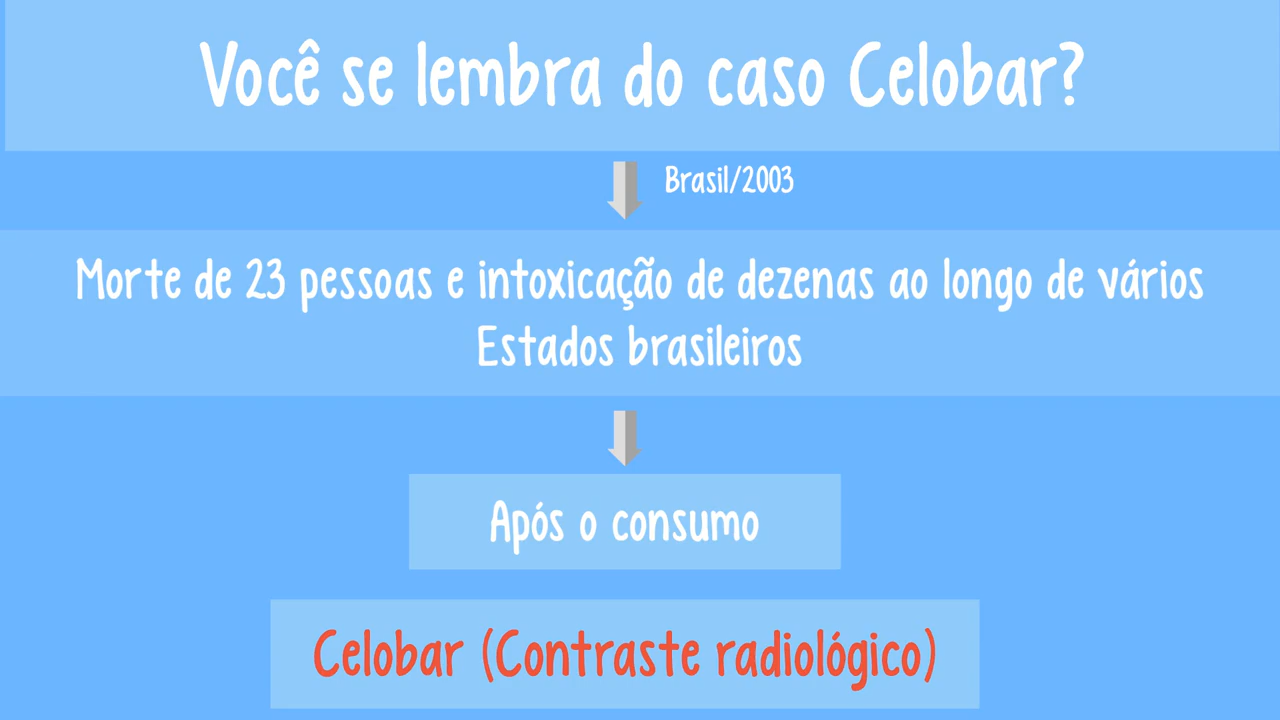 Você se lembra do caso Celobar?
Brasil/2003
Morte de 23 pessoas e intoxicação de dezenas ao longo de vários
Estados brasileiros
Após o consumo
Celobar (Contraste radiológico)